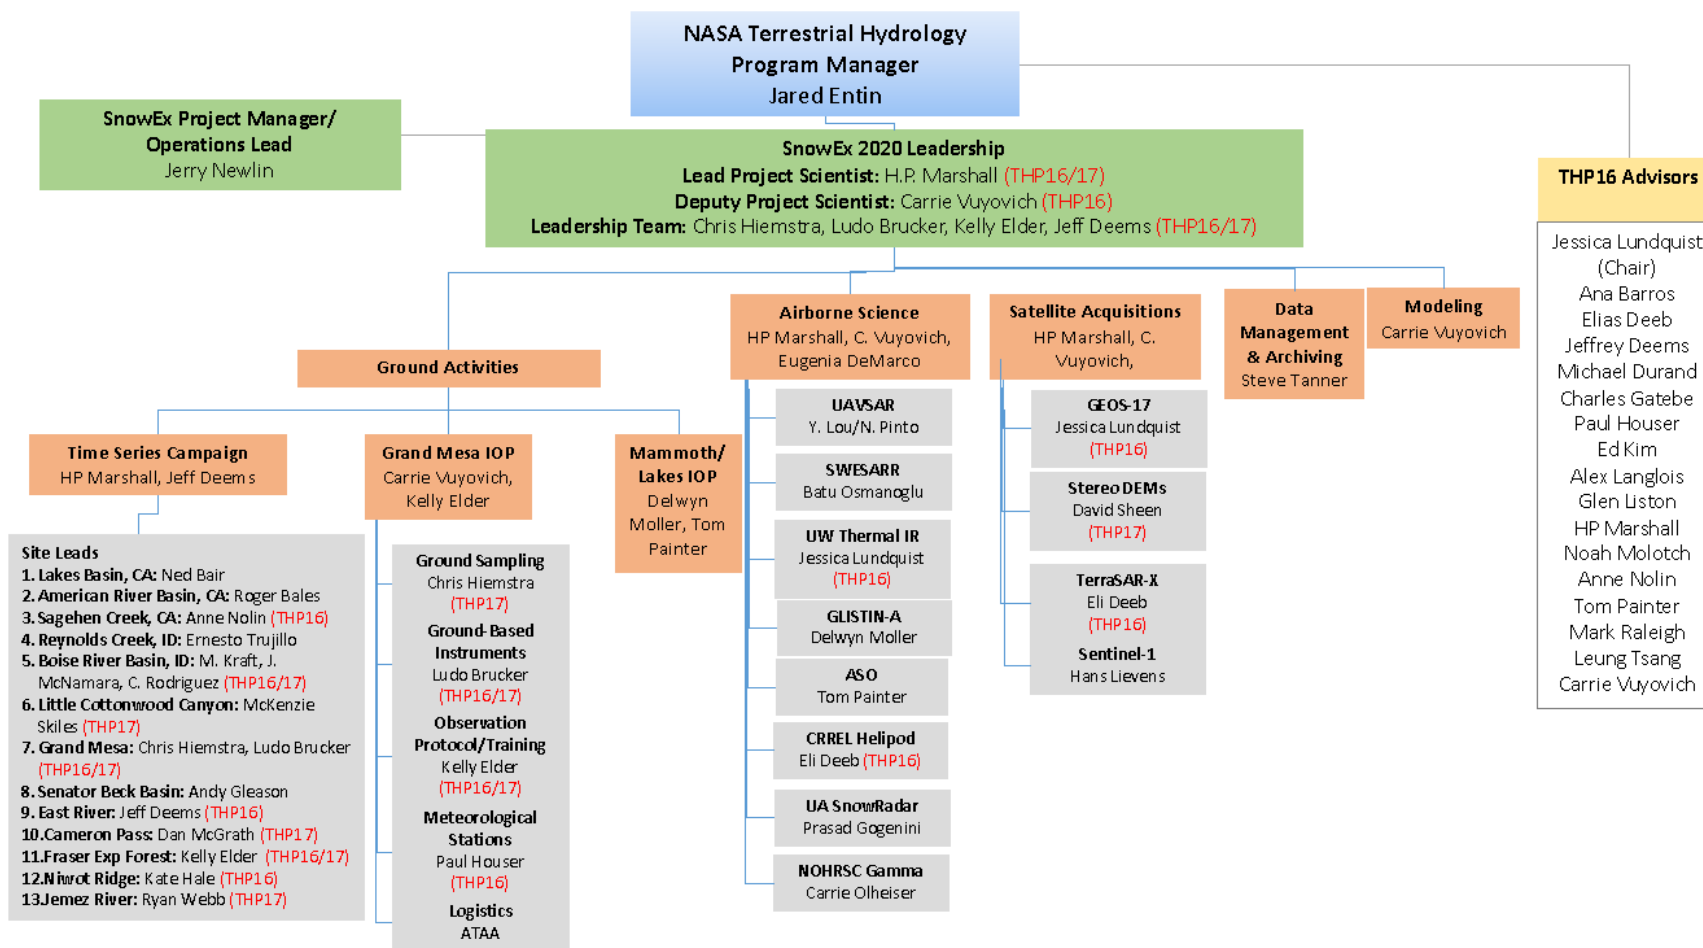 NASA Terrestrial Hydrology
Program Manager
Jared Entin
SnowEx Project Manager/
Operations Lead
Jerry Newlin
SnowEx 2020 Leadership
Lead Project Scientist: H.P. Marshall (THP16/17)
Deputy Project Scientist: Carrie Vuyovich (THP16)
Leadership Team: Chris Hiemstra, Ludo Brucker, Kelly Elder, Jeff Deems (THP16/17)
THP16 Advisors
Jessica Lundquist
(Chair)
Ana Barros
Elias Deeb
Jeffrey Deems
Michael Durand
Charles Gatebe
Paul Houser
Ed Kim
Alex Langlois
Glen Liston
HP Marshall
Noah Molotch
Anne Nolin
Tom Painter
Mark Raleigh
Leung Tsang
Carrie Vuyovich
Ground Activities
Time Series Campaign
HP Marshall, Jeff Deems
Site Leads
1. Lakes Basin, CA: Ned Bair
2. American River Basin, CA: Roger Bales
3. Sagehen Creek, CA: Anne Nolin (THP16)
4. Reynolds Creek, ID: Ernesto Trujillo
5. Boise River Basin, ID: M. Kraft, J.
McNamara, C. Rodriguez (THP16/17)
6. Little Cottonwood Canyon: McKenzie
Skiles (THP17)
7. Grand Mesa: Chris Hiemstra, Ludo Brucker
(THP16/17)
8. Senator Beck Basin: Andy Gleason
9. East River: Jeff Deems (THP16)
10. Cameron Pass: Dan McGrath (THP17)
11.Fraser Exp Forest: Kelly Elder (THP16/17)
12.Niwot Ridge: Kate Hale (THP16)
13.Jemez River: Ryan Webb (THP17)
Grand Mesa IOP
Carrie Vuyovich,
Kelly Elder
Ground Sampling
Chris Hiemstra
(THP17)
Ground-Based
Instruments
Ludo Brucker
(THP16/17)
Observation
Protocol/Training
Kelly Elder
(THP16/17)
Meteorological
Stations
Paul Houser
(THP16)
Logistics
ATAA
Mammoth/
Lakes IOP
Delwyn
Moller, Tom
Painter
Airborne Science
HP Marshall, C. Vuyovich,
Eugenia DeMarco
UAVSAR
Y. Lou/N. Pinto
SWESARR
Batu Osmanoglu
UW Thermal IR
Jessica Lundquist
(THP16)
GLISTIN-A
Delwyn Moller
ASO
Tom Painter
CRREL Helipod
Eli Deeb (THP16)
UA SnowRadar
Prasad Gogenini
NOHRSC Gamma
Carrie Olheiser
Satellite Acquisitions
HP Marshall, C.
Vuyovich,
GEOS-17
Jessica Lundquist
(THP16)
Stereo DEMs
David Sheen
(THP17)
TerraSAR-X
Eli Deeb
(THP16)
Sentinel-1
Hans Lievens
Data
Management
& Archiving
Steve Tanner
Modeling
Carrie Vuyovich